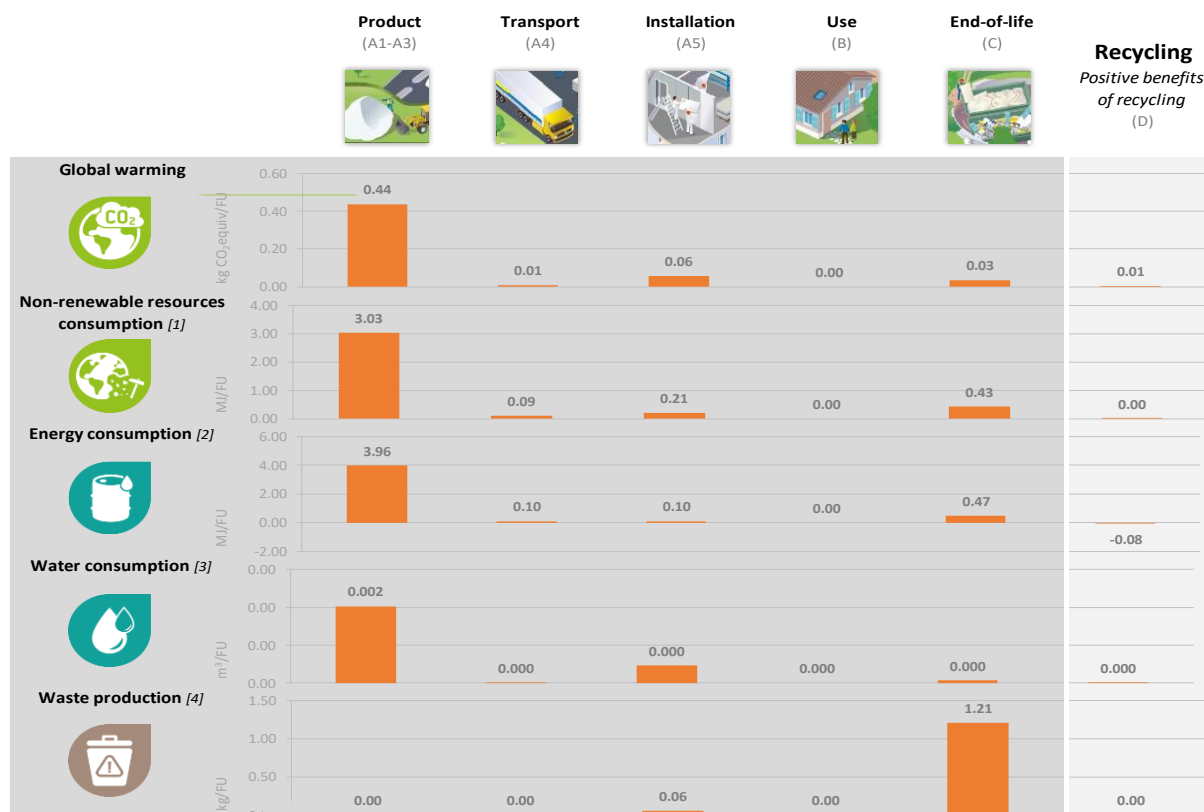 Product
(A1-A3)
Transport
(A4)
Installation
(A5)
Use
(B)
End-of-life
(C)
Recycling
Positive benefits
of recycling
(D)
Global warming
CO₂
kg CO₂equiv/FU
0.60
0.40
0.20
0.00
0.44
0.01
0.06
0.00
0.03
0.01
Non-renewable resources
consumption [1]
MJ/FU
4.00
3.00
2.00
1.00
0.00
3.03
0.09
0.21
0.00
0.43
0.00
Energy consumption [2]
MJ/FU
6.00
4.00
2.00
0.00
-2.00
3.96
0.10
0.10
0.00
0.47
-0.08
Water consumption [3]
m³/FU
0.00
0.00
0.00
0.00
0.002
0.000
0.000
0.000
0.000
0.000
Waste production [4]
kg/FU
1.50
1.00
0.50
0.00
0.00
0.06
0.00
1.21
0.00